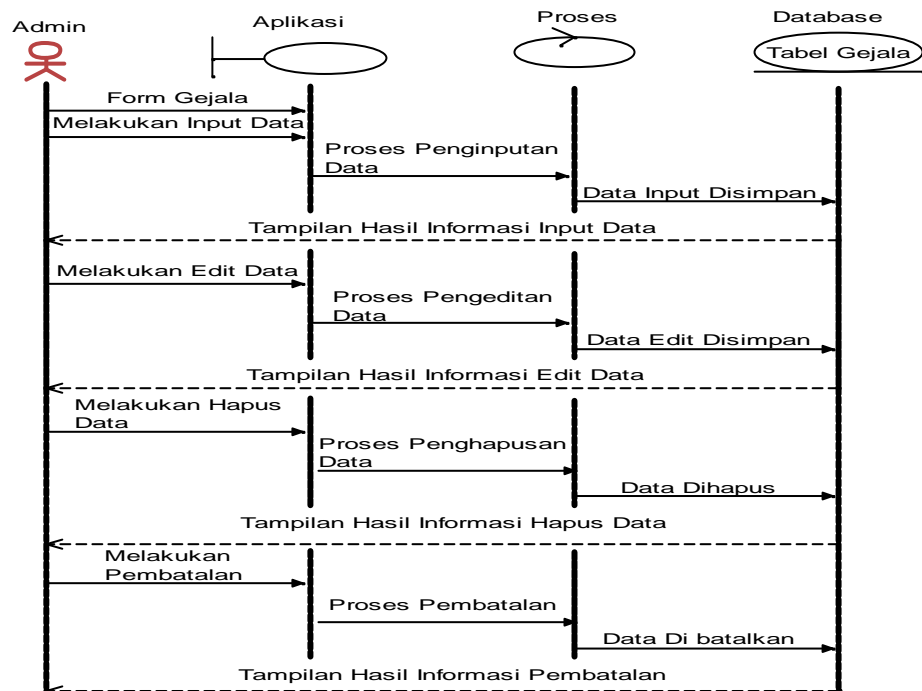 Admin
Aplikasi
Proses
Database
Tabel Gejala
Form Gejala
Melakukan Input Data
Proses Penginputan
Data
Data Input Disimpan
Tampilan Hasil Informasi Input Data
Melakukan Edit Data
Proses Pengeditan
Data
Data Edit Disimpan
Tampilan Hasil Informasi Edit Data
Melakukan Hapus
Data
Proses Penghapusan
Data
Data Dihapus
Tampilan Hasil Informasi Hapus Data
Melakukan
Pembatalan
Proses Pembatalan
Data Di batalkan
Tampilan Hasil Informasi Pembatalan